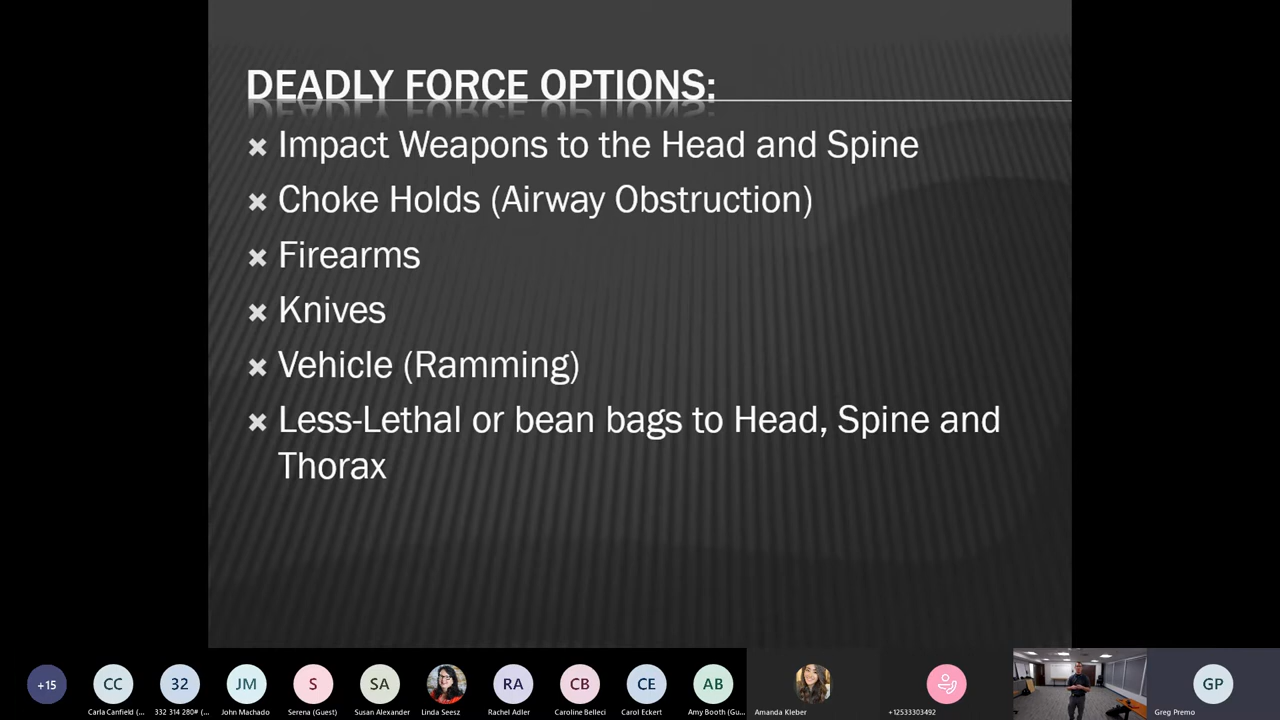 DEADLY FORCE OPTIONS:
Impact Weapons to the Head and Spine
Choke Holds (Airway Obstruction)
Firearms
Knives
Vehicle (Ramming)
Less-Lethal or bean bags to Head, Spine and
Thorax
+15
CC
32
JM
S
SA
RA
CB
CE
AB
GP
Carla Canfield (...
332 314 280# (...
John Machado
Serena (Guest)
Susan Alexander
Linda Seesz
Rachel Adler
Caroline Belleci
Carol Eckert
Amy Booth (Gu...
Amanda Kleber
+12533303492
Greg Premo